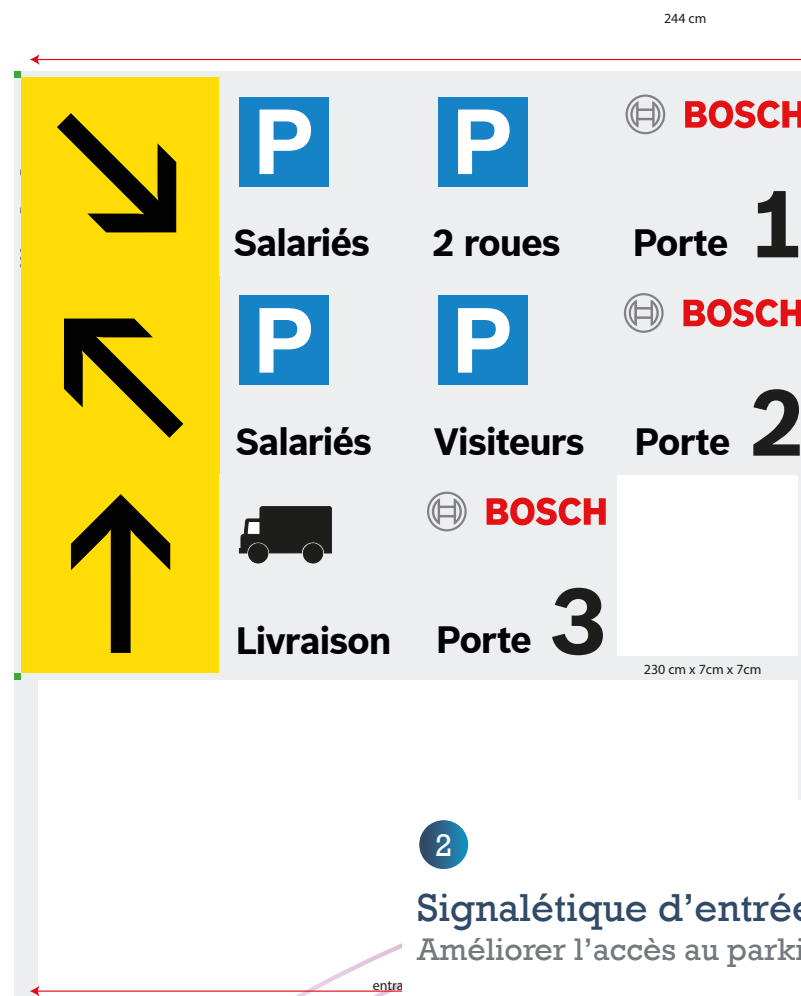 244 cm
P P BOSCH
Salariés 2 roues Porte 1
P P BOSCH
Salariés Visiteurs Porte 2
BOSCH
Livraison Porte 3
230 cm x 7cm x 7cm
2
Signalétique d'entrée
Améliorer l'accès au parki
entra